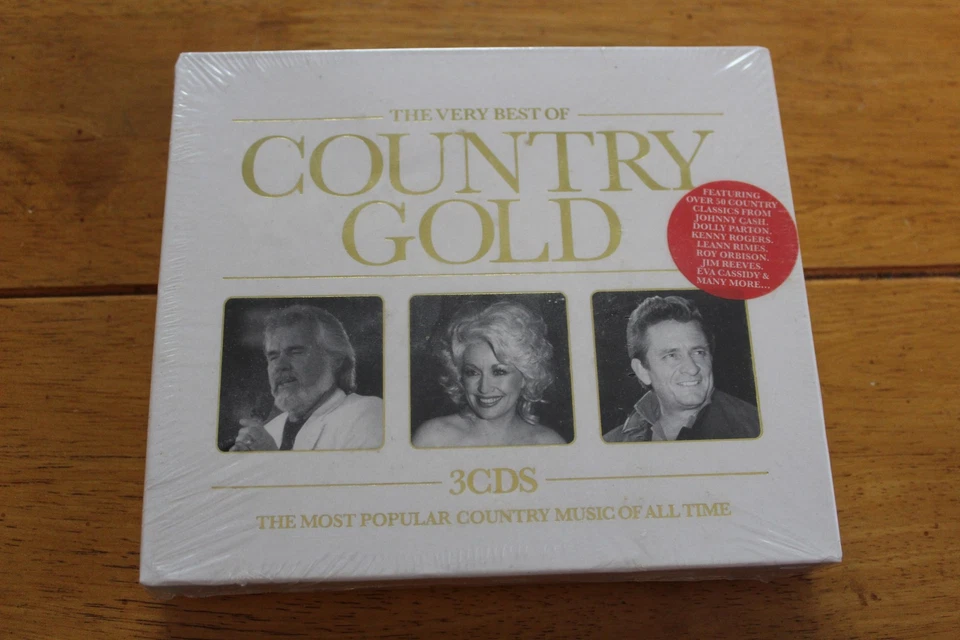 THE VERY BEST OF
COUNTRY
GOLD
FEATURING
OVER 50 COUNTRY
CLASSICS FROM
JOHNNY CASH.
DOLLY PARTON.
KENNY ROGERS.
LEANN RIMES.
ROY ORBISON.
JIM REEVES.
EVA CASSIDY &
MANY MORE...
3CDS
THE MOST POPULAR COUNTRY MUSIC OF ALL TIME